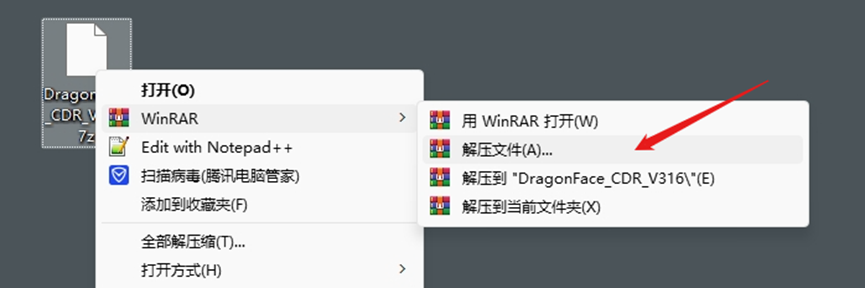 Dragon
_CDR_V
7z
打开(O)
WinRAR
Edit with Notepad++
扫描病毒(腾讯电脑管家)
添加到收藏夹(F)
全部解压缩(T)...
打开方式(H)
用 WinRAR 打开(W)
解压文件(A)...
解压到 "DragonFace_CDR_V316\"(E)
解压到当前文件夹(X)